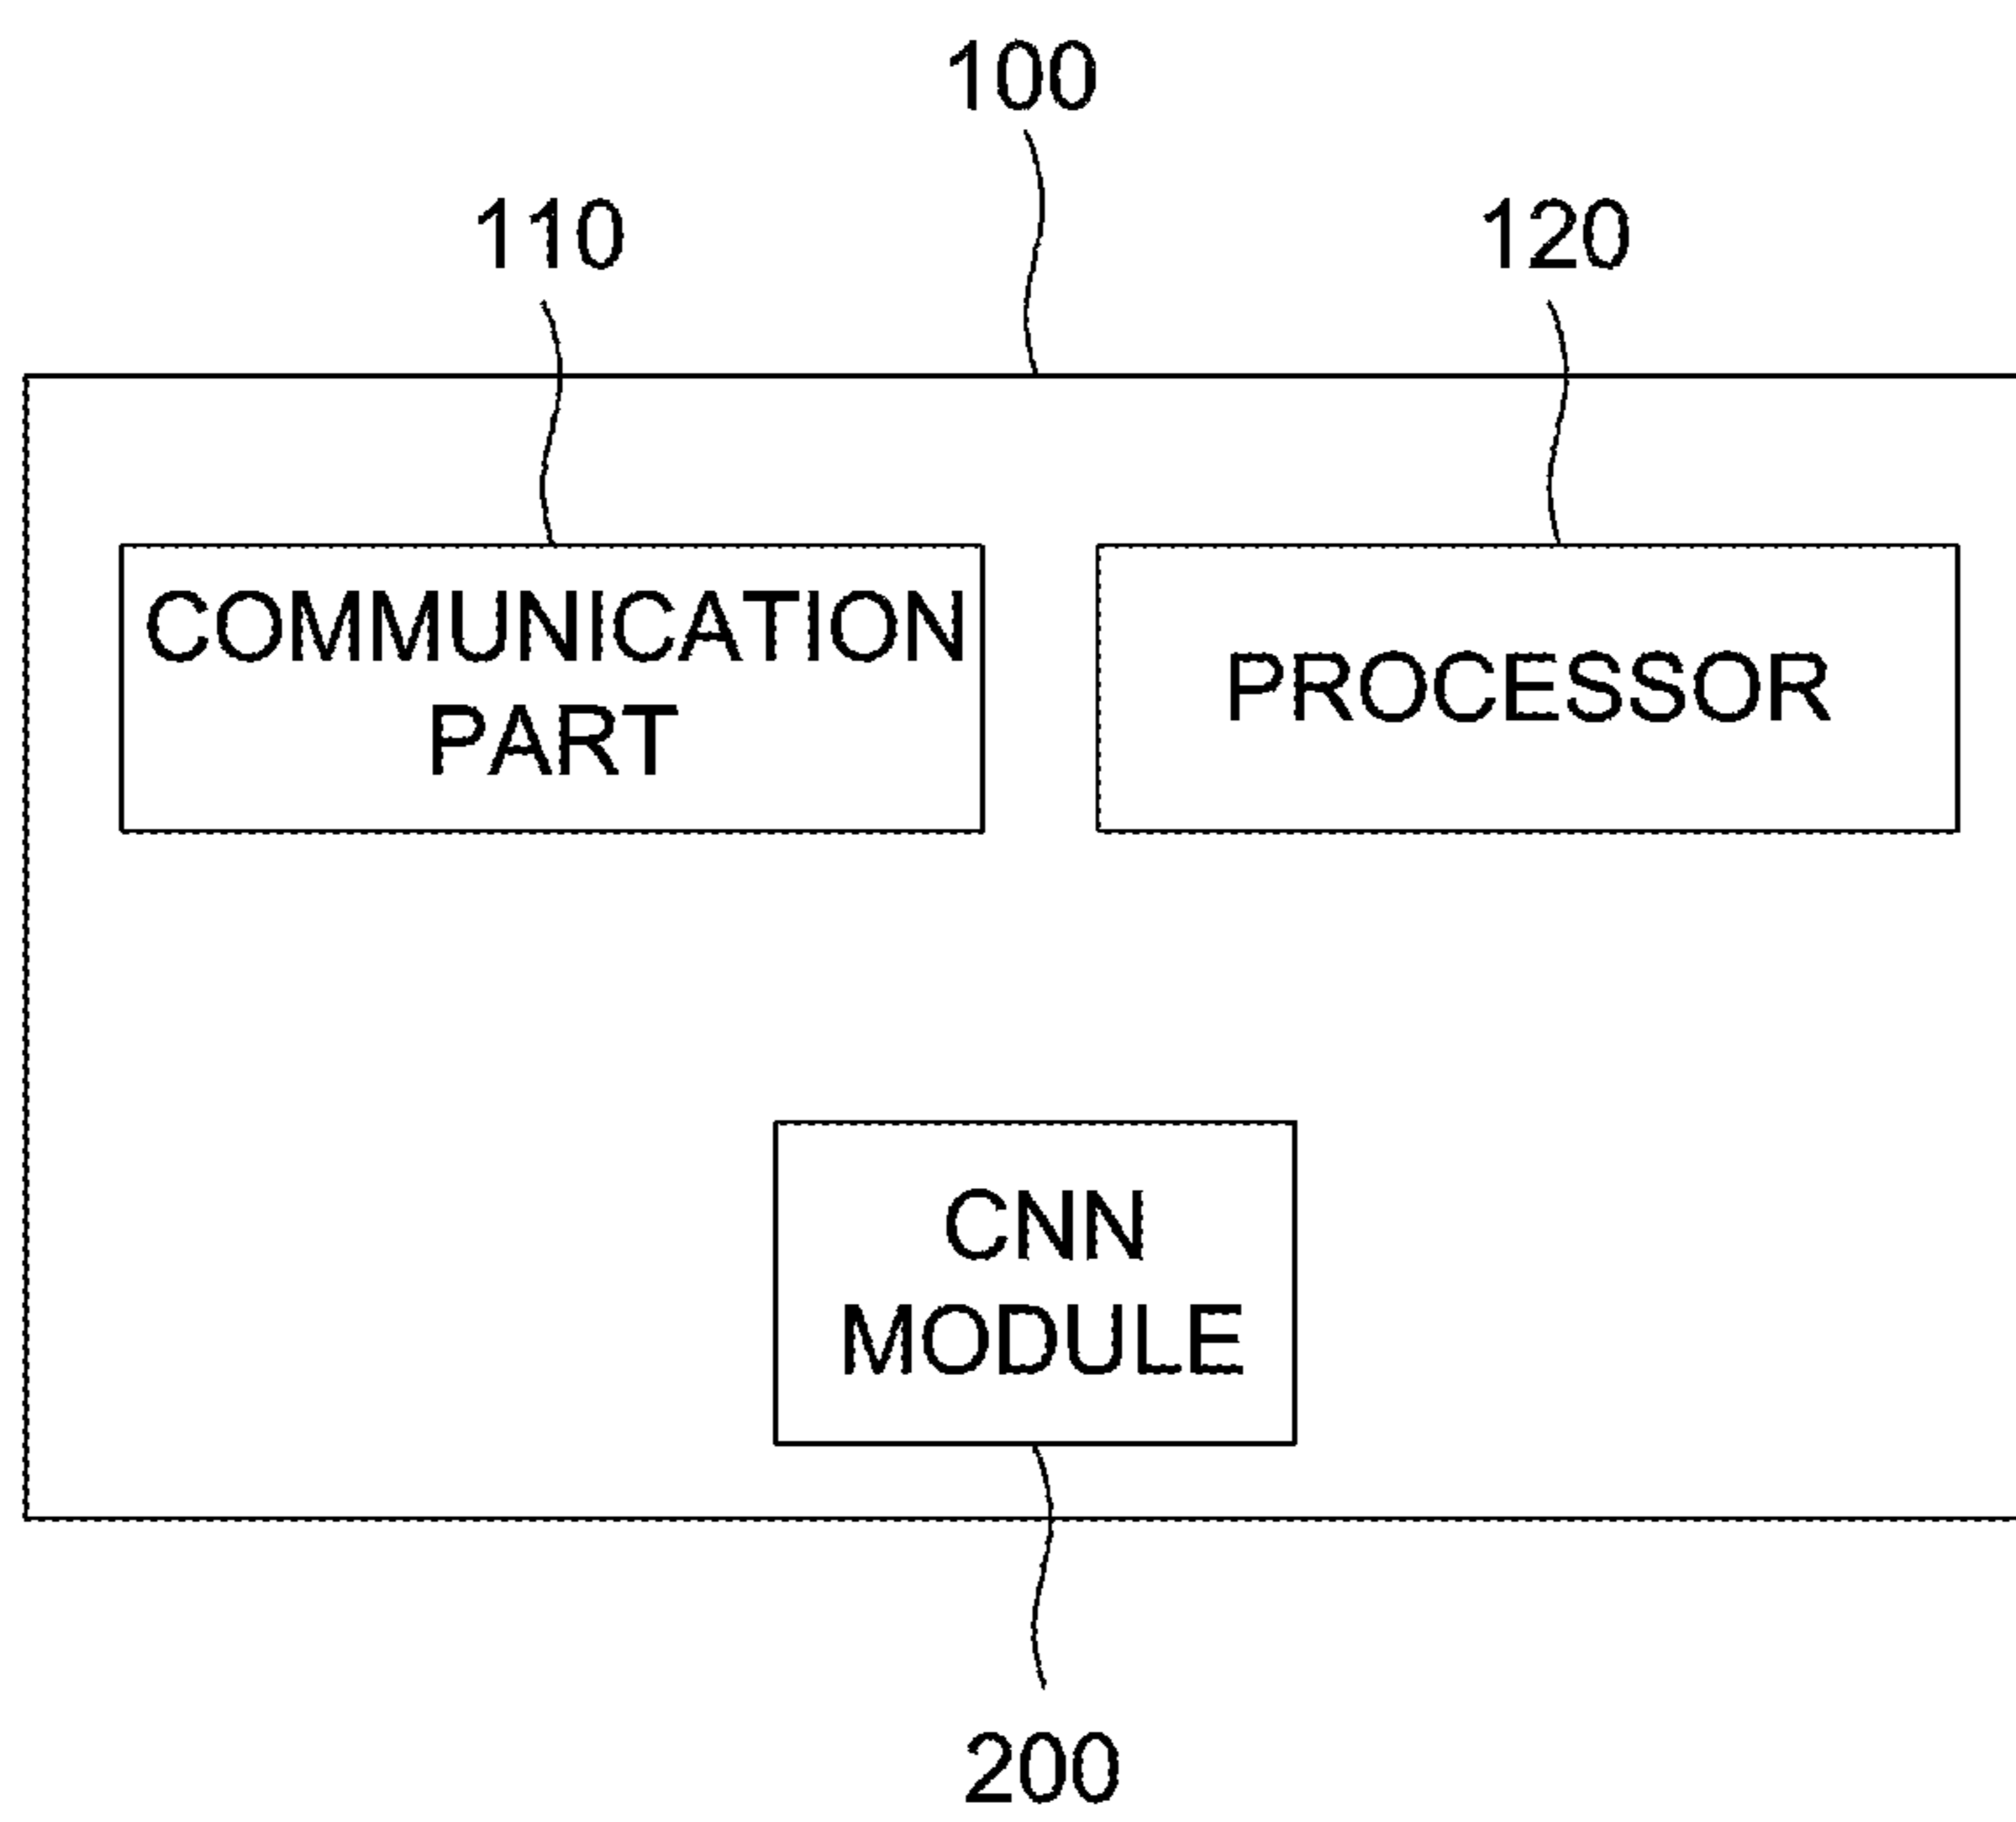 100
110
120
COMMUNICATION
PART
PROCESSOR
CNN
MODULE
200